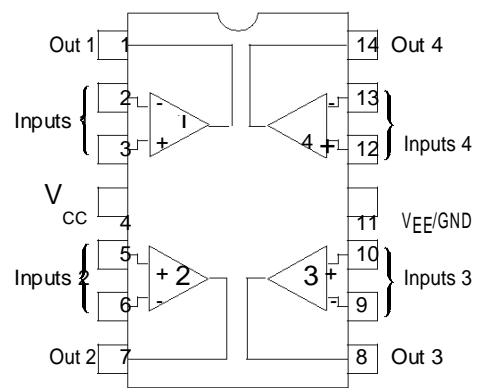 Out 1 1 14 Out 4
2 - - 13
Inputs 1 1 4 Inputs 4
3 + + 12
V
CC 4 11 VEE/GND
5 + + 10
Inputs 2 2 3 Inputs 3
6 - - 9
Out 2 7 8 Out 3